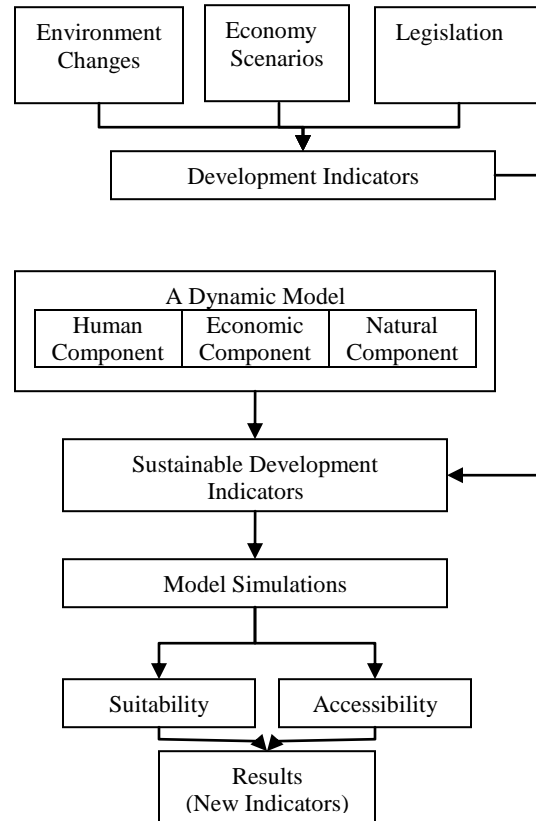 Environment
Changes
Economy
Scenarios
Legislation
Development Indicators
A Dynamic Model
Human
Component
Economic
Component
Natural
Component
Sustainable Development
Indicators
Model Simulations
Suitability
Accessibility
Results
(New Indicators)